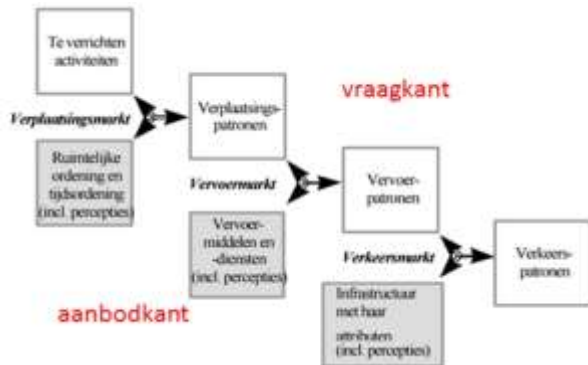 Te verrichten
activiteiten
vraagkant
Verplaatsingsmarkt
Verplaatsings-
patronen
Ruimtelijke
ordening en
tijdsordening
(incl. percepties)
Vervoermarkt
Vervoer-
patronen
Vervoer-
middelen en
-diensten
(incl. percepties)
Verkeersmarkt
Verkeers-
patronen
aanbodkant
Infrastructuur
met haar
attributen
(incl. percepties)